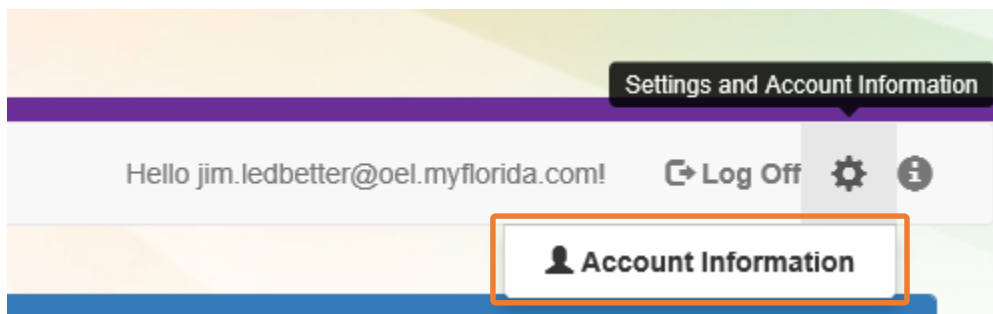 Settings and Account Information
Hello jim.ledbetter@oel.myflorida.com! Log Off
Account Information